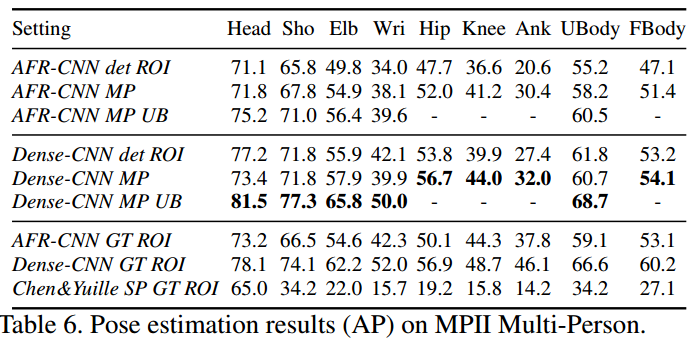 Setting Head Sho Elb Wri Hip Knee Ank UBody FBody
AFR-CNN det ROI 71.1 65.8 49.8 34.0 47.7 36.6 20.6 55.2 47.1
AFR-CNN MP 71.8 67.8 54.9 38.1 52.0 41.2 30.4 58.2 51.4
AFR-CNN MP UB 75.2 71.0 56.4 39.6 - - - 60.5 -
Dense-CNN det ROI 77.2 71.8 55.9 42.1 53.8 39.9 27.4 61.8 53.2
Dense-CNN MP 73.4 71.8 57.9 39.9 56.7 44.0 32.0 60.7 54.1
Dense-CNN MP UB 81.5 77.3 65.8 50.0 - - - 68.7 -
AFR-CNN GT ROI 73.2 66.5 54.6 42.3 50.1 44.3 37.8 59.1 53.1
Dense-CNN GT ROI 78.1 74.1 62.2 52.0 56.9 48.7 46.1 66.6 60.2
Chen&Yuille SP GT ROI 65.0 34.2 22.0 15.7 19.2 15.8 14.2 34.2 27.1
Table 6. Pose estimation results (AP) on MPII Multi-Person.